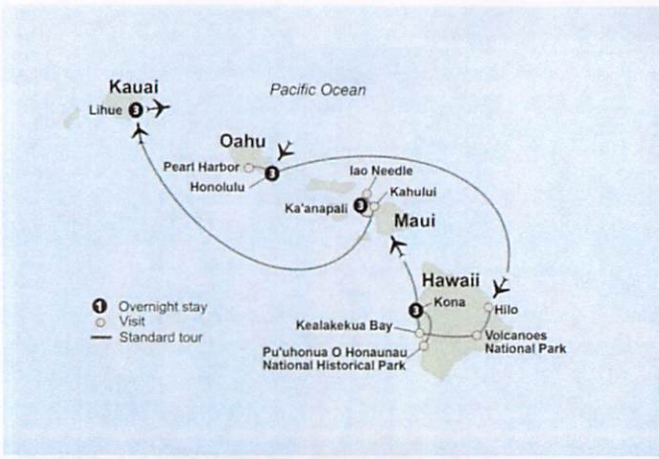 Kauai
Lihue 3
Pacific Ocean
Oahu
Pearl Harbor
Honolulu 3
Iao Needle
Kahului
Ka'anapali 3
Maui
Hawaii
3 Kona
Hilo
Kealakekua Bay
Volcanoes
National Park
Pu'uhonua O Honaunau
National Historical Park
1 Overnight stay
Visit
Standard tour